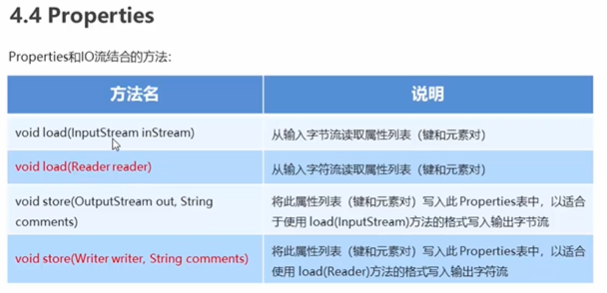 4.4 Properties
Properties和IO流结合的方法：
方法名
说明
void load(InputStream inStream)
从输入字节流读取属性列表（键和元素对）
void load(Reader reader)
从输入字符流读取属性列表（键和元素对）
void store(OutputStream out, String
comments)
将此属性列表（键和元素对）写入此 Properties表中，以适合
于使用 load(InputStream)方法的格式写入输出字节流
void store(Writer writer, String comments)
将此属性列表（键和元素对）写入此 Properties表中，以适合
使用 load(Reader)方法的格式写入输出字符流